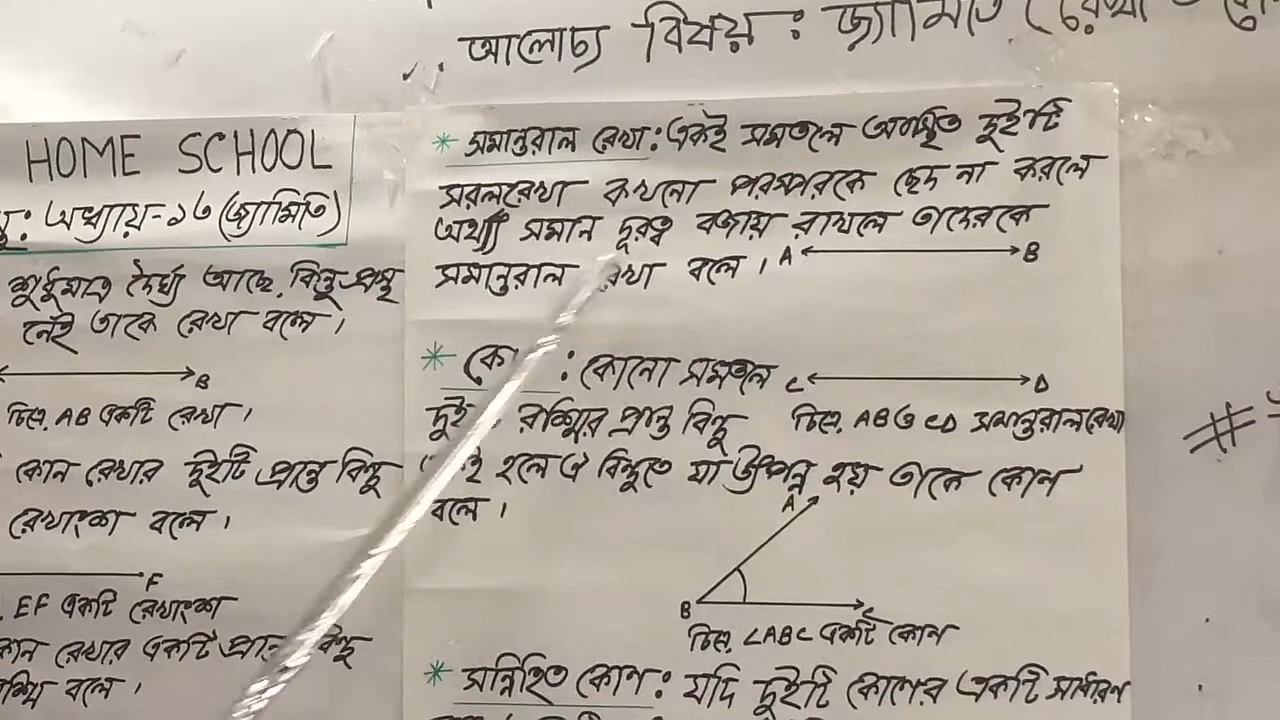 আলোচ্য বিষয় : জ্যামিতি ( রেখা ও
HOME SCHOOL
অধ্যায়-১৬ (জ্যামিতি)
শুধুমাত্র দৈর্ঘ্য আছে, কিন্তু প্রস্থ
নেই তাকে রেখা বলে।
B
চিত্রে, AB একটি রেখা।
কোন রেখার দুইটি প্রান্ত বিন্দু
রেখাংশ বলে।
F
EF একটি রেখাংশ
রেখার একটি প্রান্ত বিন্দু
বলে।
* সমান্তরাল রেখা : একই সমতলে অবস্থিত দুইটি
সরলরেখা কখনো পরস্পরকে ছেদ না করলে
অর্থাৎ সমান দূরত্ব বজায় রাখলে তাদেরকে
সমান্তরাল রেখা বলে।
A B
C D
চিত্রে, AB ও CD সমান্তরাল রেখা
* কো : কোনো সমতলে
দুই রশ্মির প্রান্ত বিন্দু
হলে ঐ বিন্দুতে যা উৎপন্ন হয় তাকে কোণ
বলে।
A
B C
চিত্রে, ∠ABC একটি কোণ
* সন্নিহিত কোণ : যদি দুইটি কোণের একটি সাধারণ
#